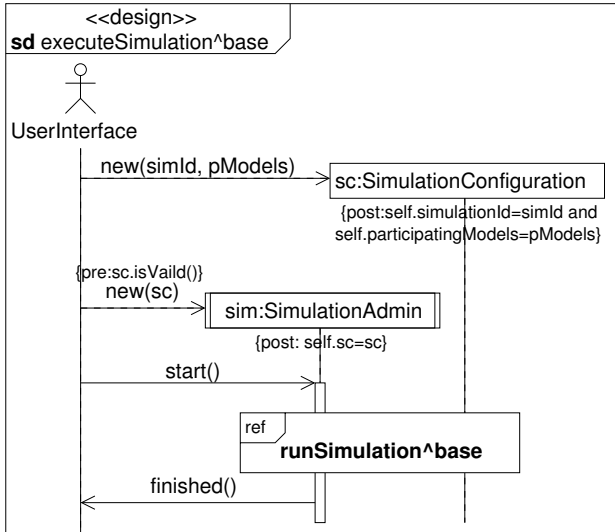 <<design>>
sd executeSimulation^base
UserInterface
new(simId, pModels)
sc:SimulationConfiguration
{post:self.simulationId=simId and
self.participatingModels=pModels}
{pre:sc.isVaild()}
new(sc)
sim:SimulationAdmin
{post: self.sc=sc}
start()
ref
runSimulation^base
finished()